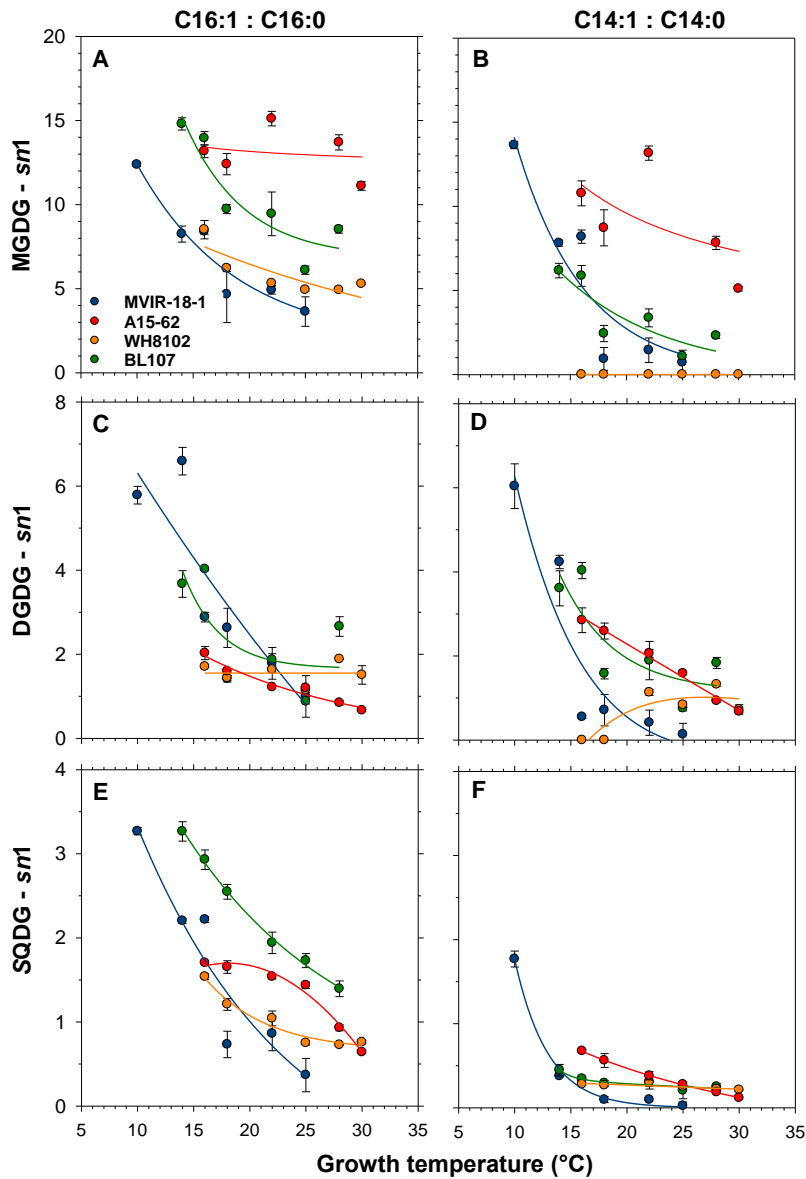 C16:1 : C16:0
C14:1 : C14:0
MGDG - sn1
20
15
10
5
0
A
MVIR-18-1
A15-62
WH8102
BL107
B
DGDG - sn1
8
6
4
2
0
C
D
SQDG - sn1
4
3
2
1
0
E
F
5 10 15 20 25 30 35
5 10 15 20 25 30 35
Growth temperature (°C)